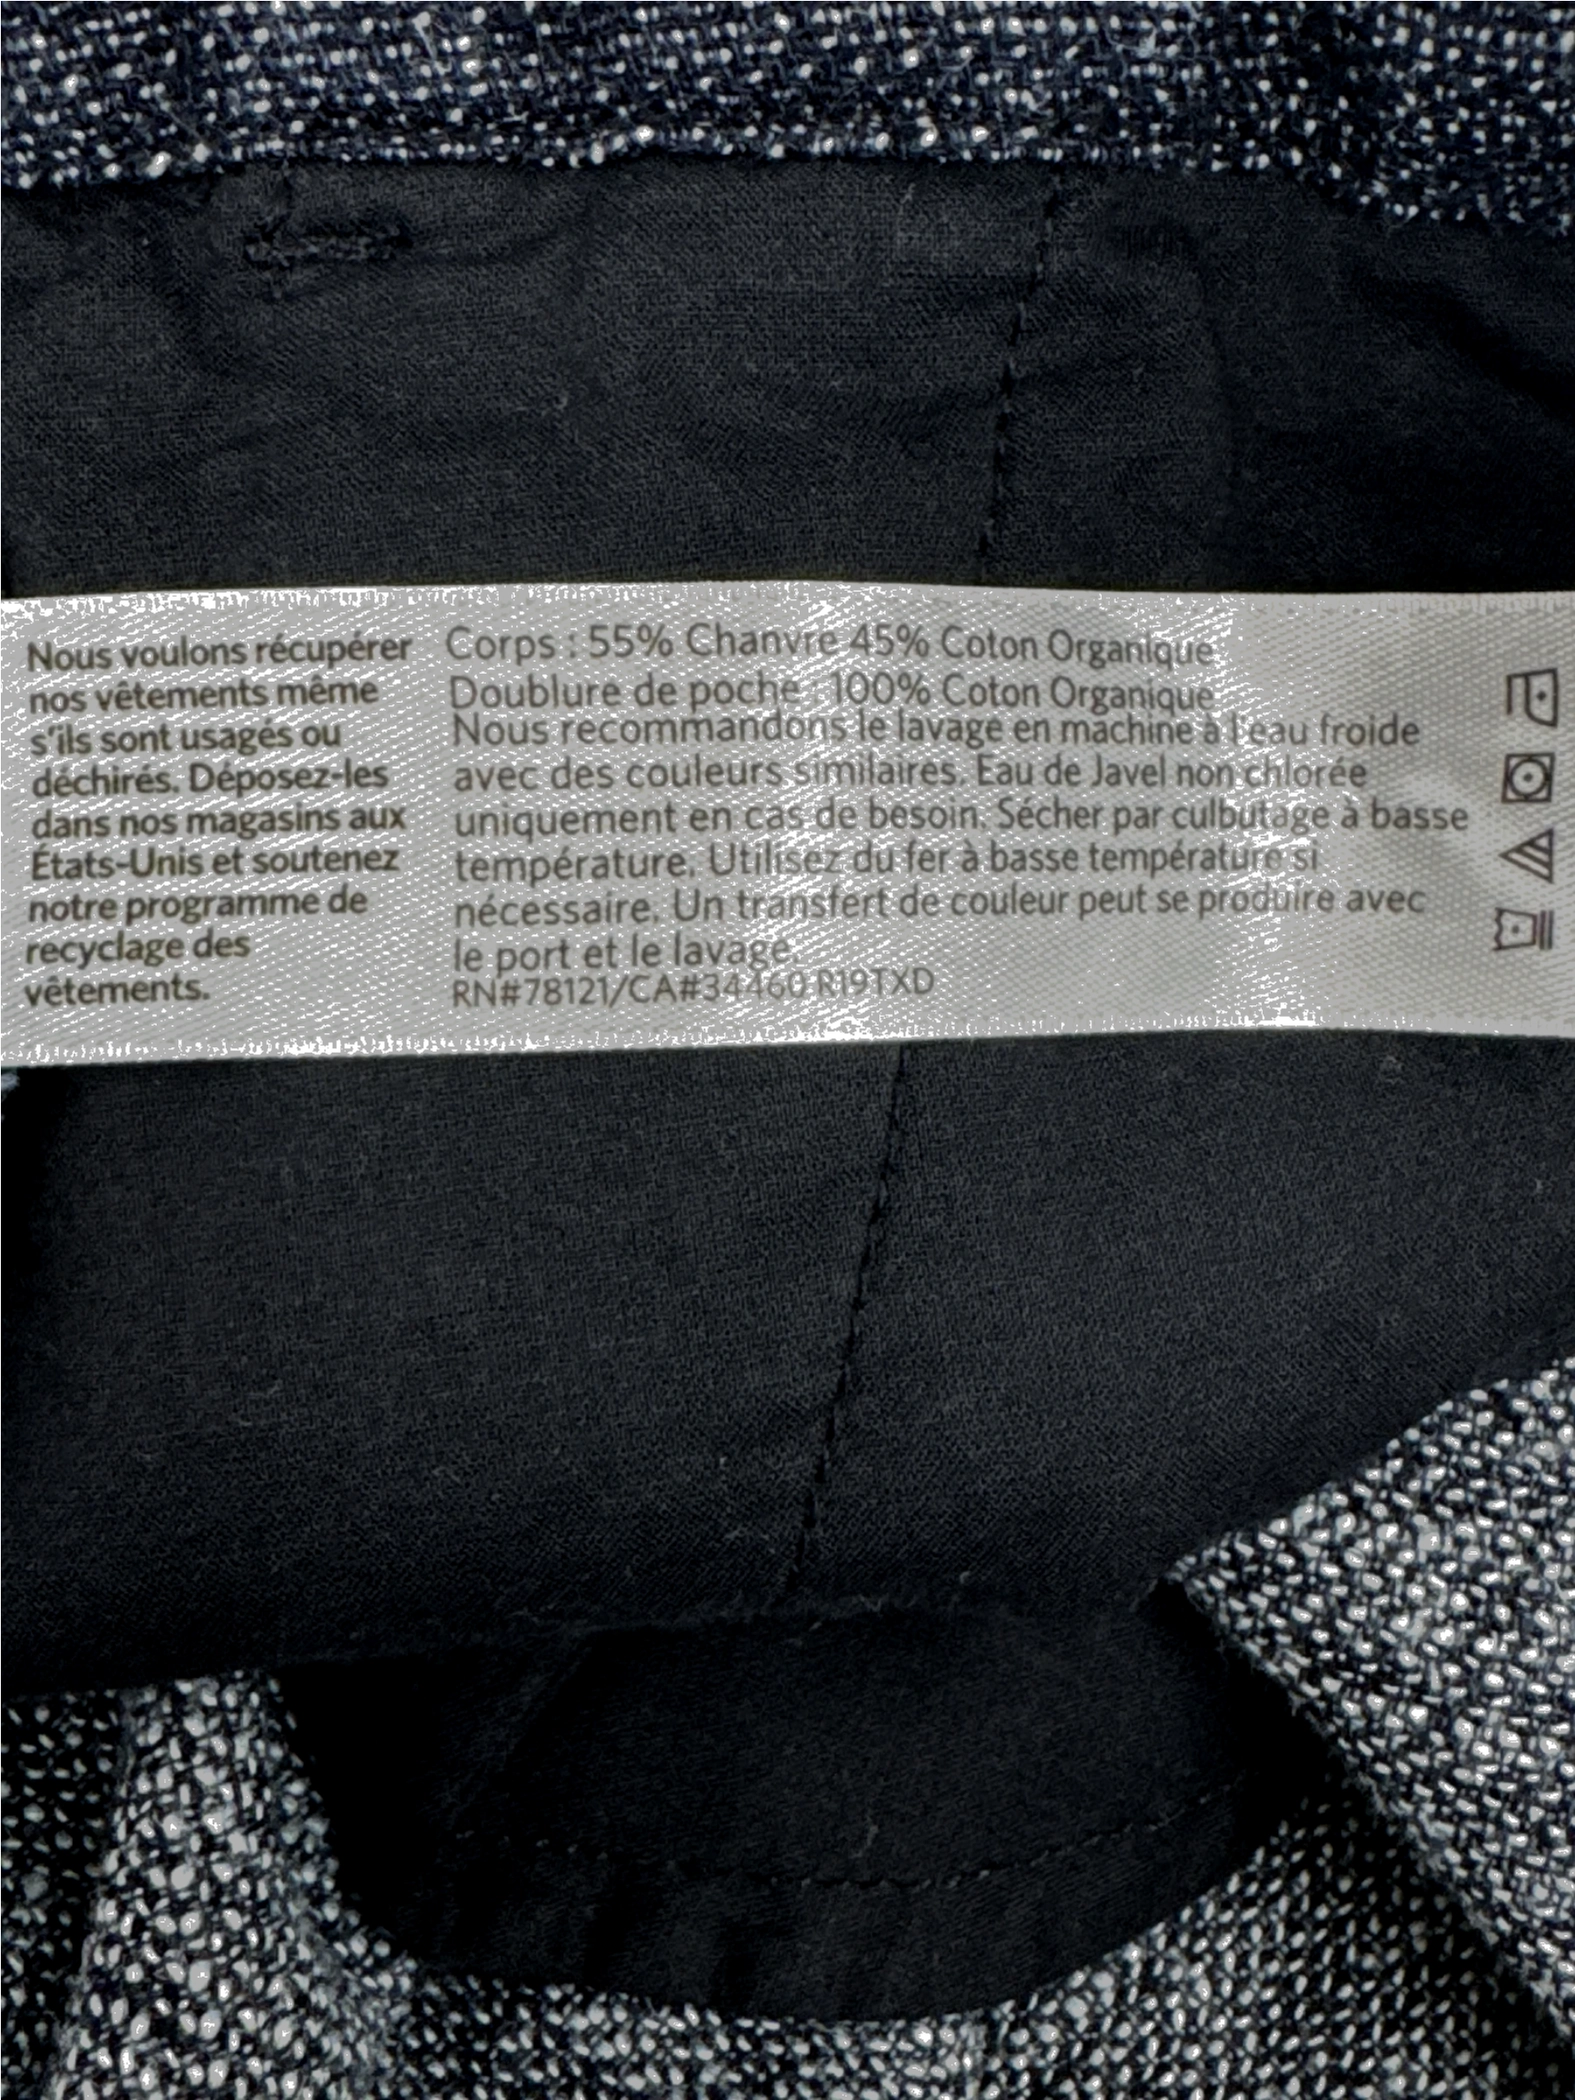 Nous voulons récupérer
nos vêtements même
s'ils sont usagés ou
déchirés. Déposez-les
dans nos magasins aux
États-Unis et soutenez
notre programme de
recyclage des
vêtements.
Corps : 55% Chanvre 45% Coton Organique
Doublure de poche : 100% Coton Organique
Nous recommandons le lavage en machine à l'eau froide
avec des couleurs similaires. Eau de Javel non chlorée
uniquement en cas de besoin. Sécher par culbutage à basse
température. Utilisez du fer à basse température si
nécessaire. Un transfert de couleur peut se produire avec
le port et le lavage.
RN#78121/CA#34460 R19TXD